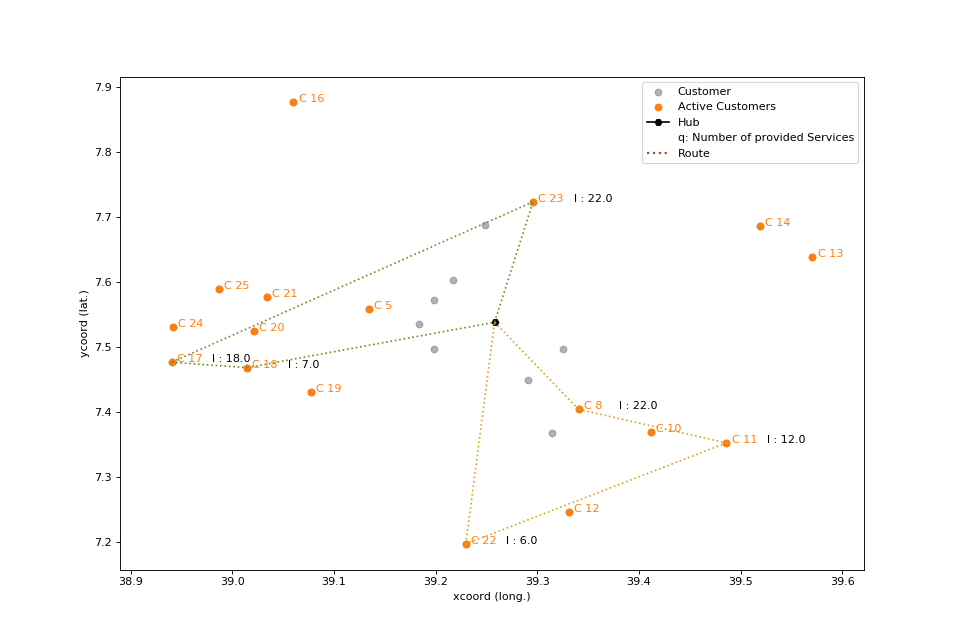 7.9
7.8
7.7
7.6
7.5
7.4
7.3
7.2
ycoord (lat.)
38.9 39.0 39.1 39.2 39.3 39.4 39.5 39.6
xcoord (long.)
Customer
Active Customers
Hub
q: Number of provided Services
Route
C 16
C 23 l : 22.0
C 14
C 13
C 25
C 21
C 5
C 24
C 20
C 17 l : 18.0
C 18 l : 7.0
C 19
C 8 l : 22.0
C 10
C 11 l : 12.0
C 12
C 22 l : 6.0